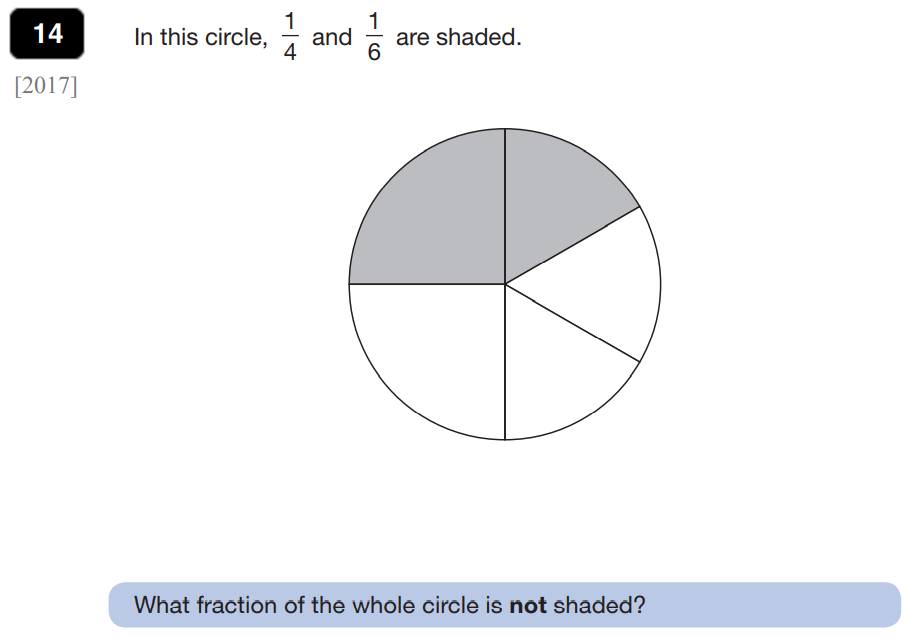 14
In this circle, 1/4 and 1/6 are shaded.
[2017]
What fraction of the whole circle is not shaded?